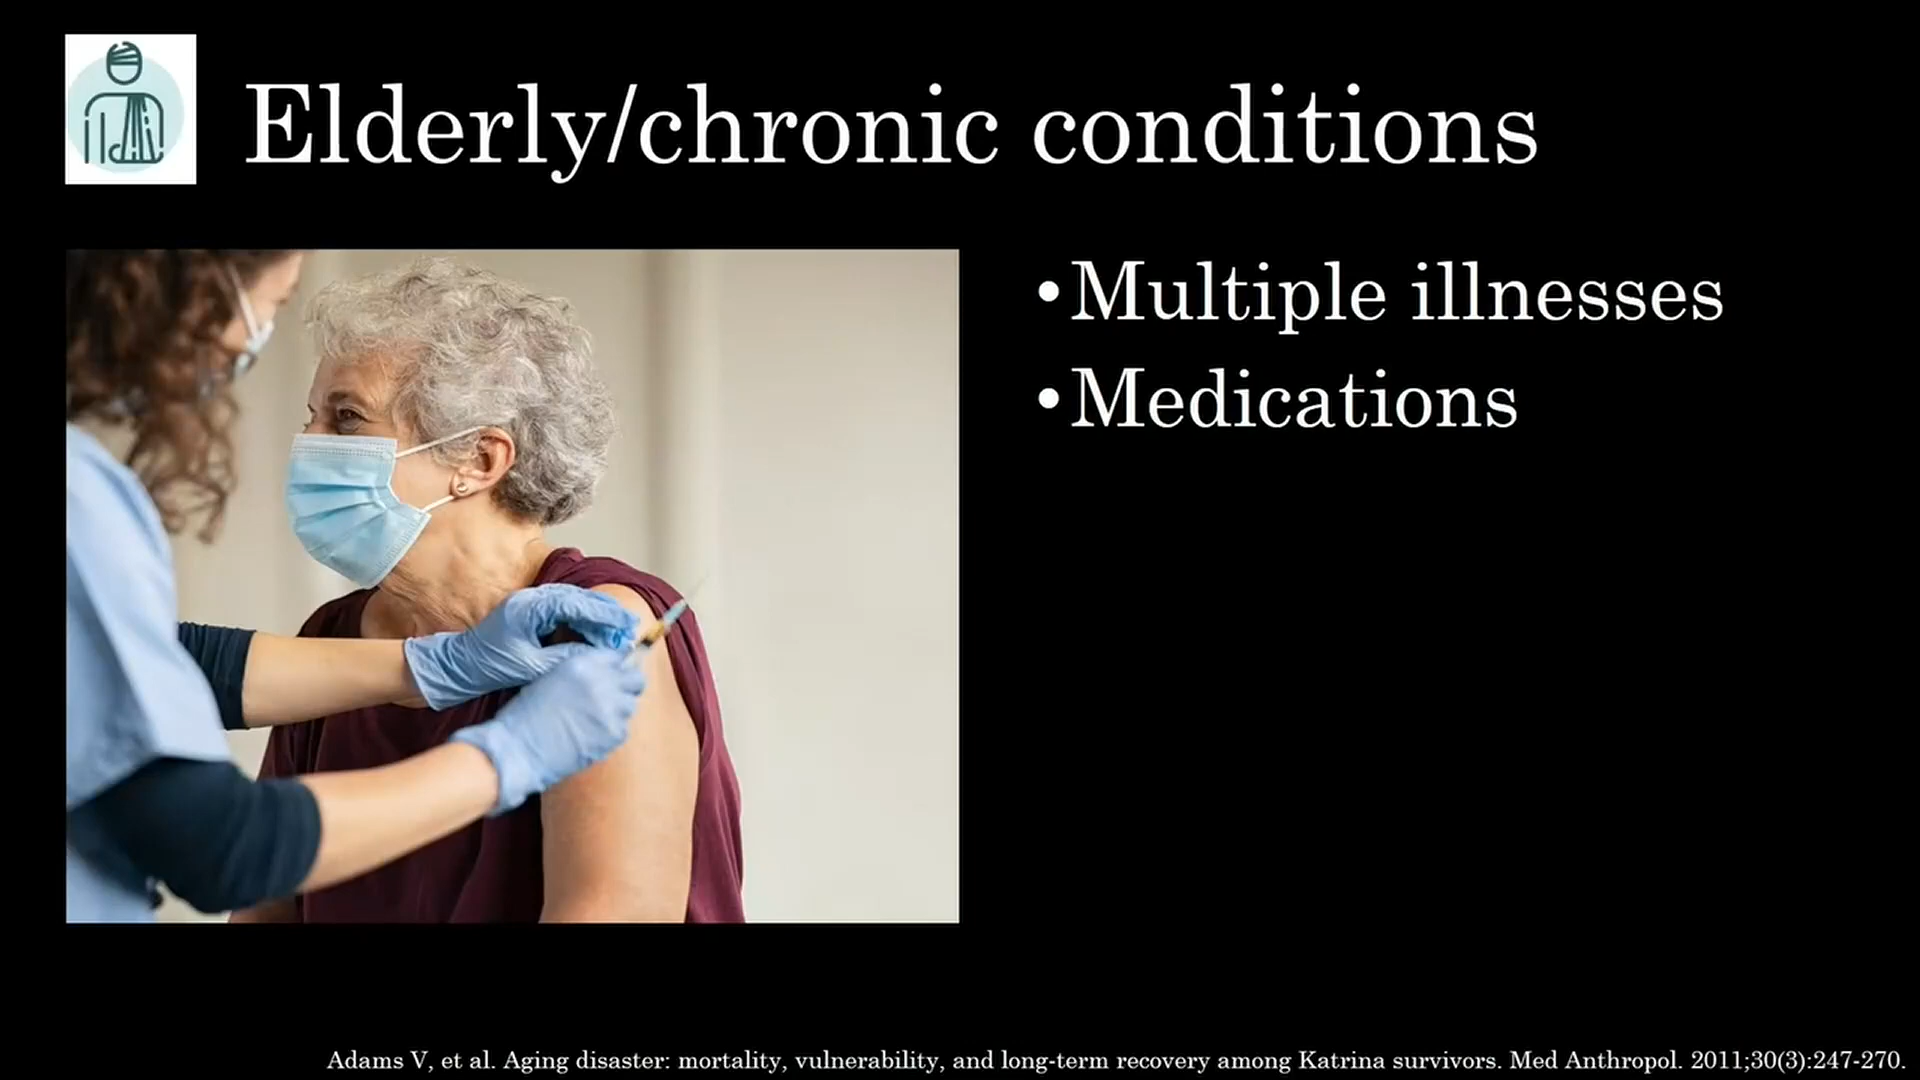 Elderly/chronic conditions
•Multiple illnesses
•Medications
Adams V, et al. Aging disaster: mortality, vulnerability, and long-term recovery among Katrina survivors. Med Anthropol. 2011;30(3):247-270.